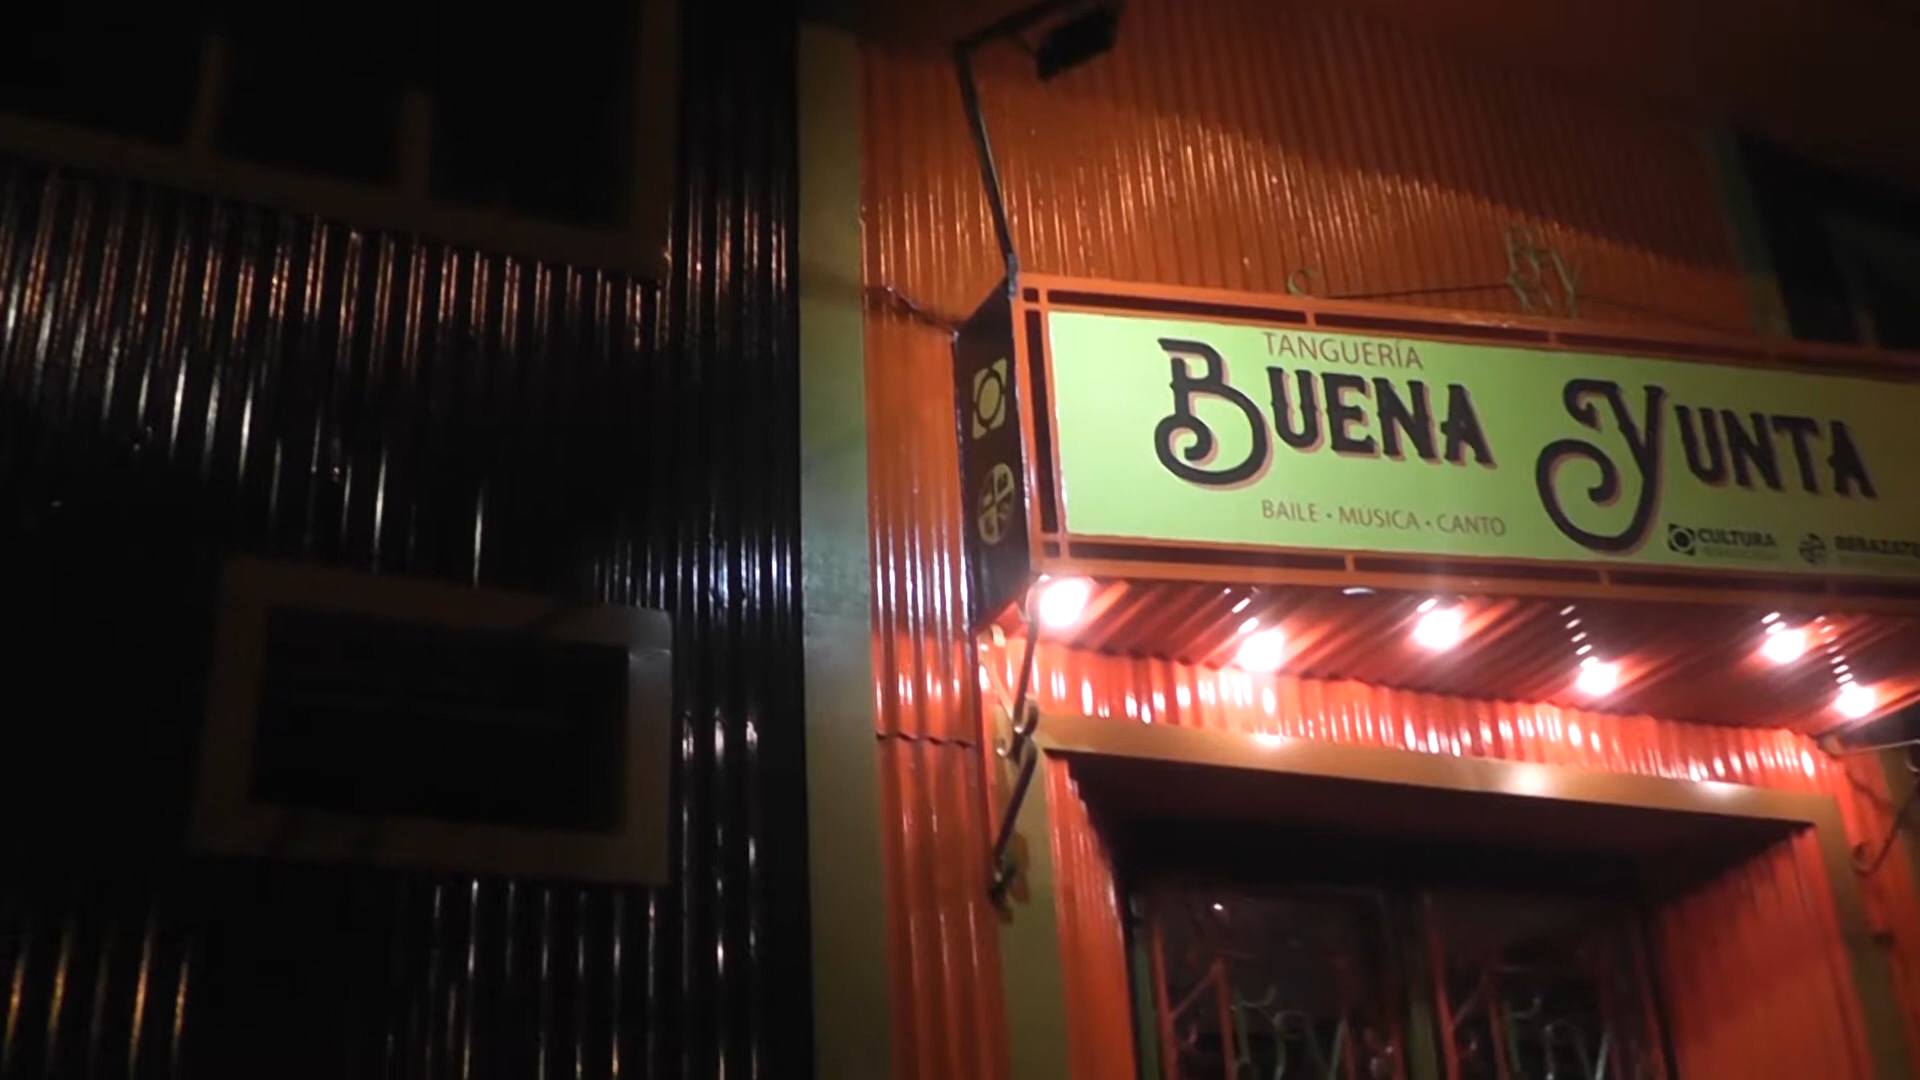 TANGUERÍA
BUENA YUNTA
BAILE • MUSICA • CANTO
CULTURA